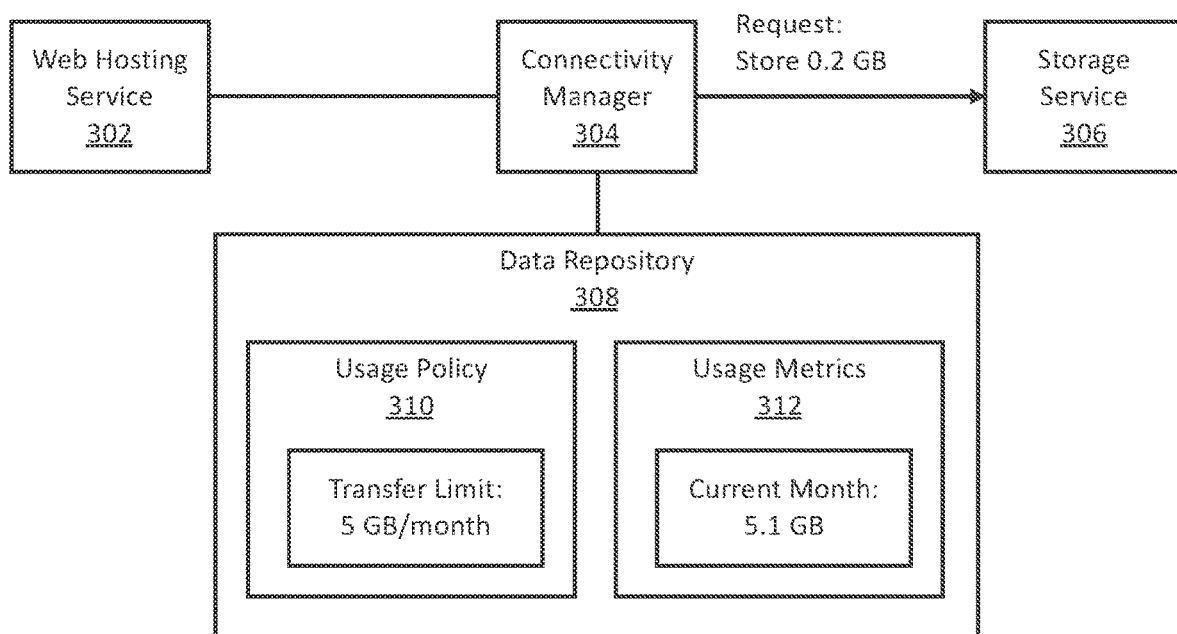 Web Hosting
Service
302
Connectivity
Manager
304
Request:
Store 0.2 GB
Storage
Service
306
Data Repository
308
Usage Policy
310
Transfer Limit:
5 GB/month
Usage Metrics
312
Current Month:
5.1 GB